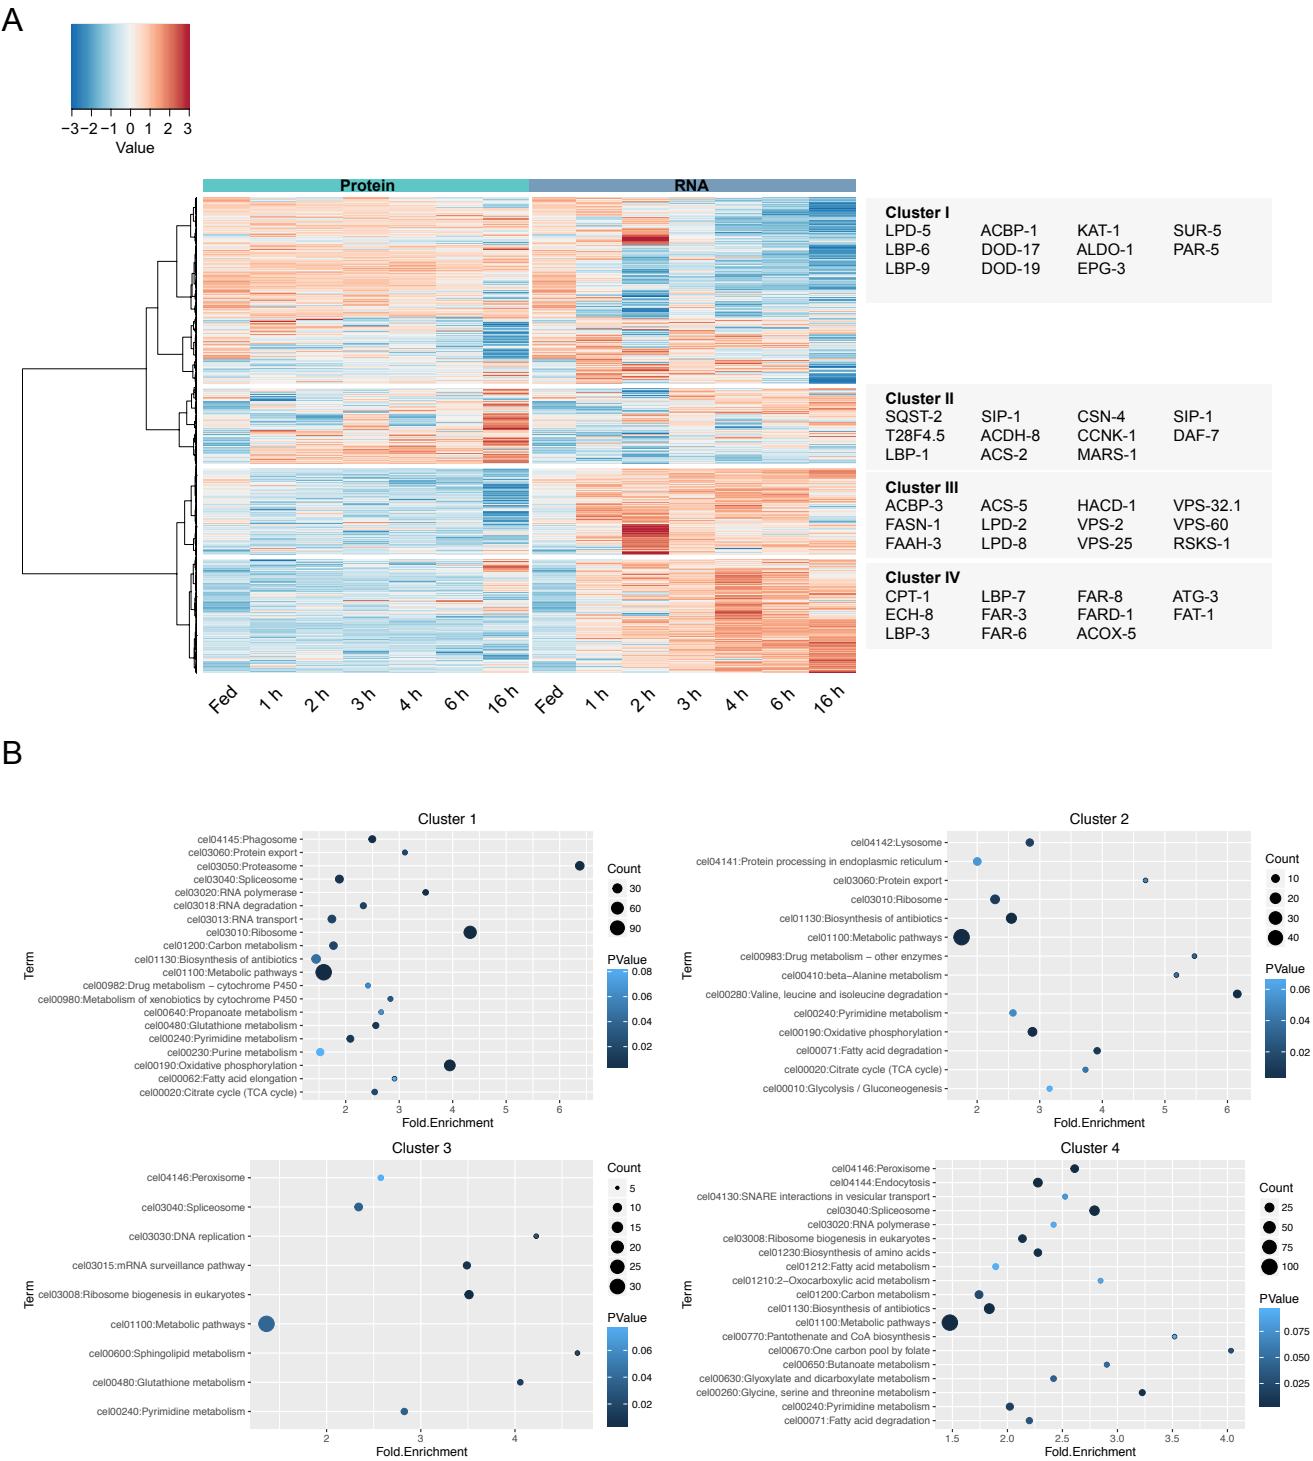 A
−3 −2 −1 0 1 2 3
Value
Protein RNA
Cluster I
LPD-5 ACBP-1 KAT-1 SUR-5
LBP-6 DOD-17 ALDO-1 PAR-5
LBP-9 DOD-19 EPG-3
Cluster II
SQST-2 SIP-1 CSN-4 SIP-1
T28F4.5 ACDH-8 CCNK-1 DAF-7
LBP-1 ACS-2 MARS-1
Cluster III
ACBP-3 ACS-5 HACD-1 VPS-32.1
FASN-1 LPD-2 VPS-2 VPS-60
FAAH-3 LPD-8 VPS-25 RSKS-1
Cluster IV
CPT-1 LBP-7 FAR-8 ATG-3
ECH-8 FAR-3 FARD-1 FAT-1
LBP-3 FAR-6 ACOX-5
Fed 1 h 2 h 3 h 4 h 6 h 16 h Fed 1 h 2 h 3 h 4 h 6 h 16 h
B
Cluster 1
Term
cel04145:Phagosome
cel03060:Protein export
cel03050:Proteasome
cel03040:Spliceosome
cel03020:RNA polymerase
cel03018:RNA degradation
cel03013:RNA transport
cel03010:Ribosome
cel01200:Carbon metabolism
cel01130:Biosynthesis of antibiotics
cel01100:Metabolic pathways
cel00982:Drug metabolism − cytochrome P450
cel00980:Metabolism of xenobiotics by cytochrome P450
cel00640:Propanoate metabolism
cel00480:Glutathione metabolism
cel00240:Pyrimidine metabolism
cel00230:Purine metabolism
cel00190:Oxidative phosphorylation
cel00062:Fatty acid elongation
cel00020:Citrate cycle (TCA cycle)
2 3 4 5 6
Fold.Enrichment
Count
30
60
90
PValue
0.08
0.06
0.04
0.02
Cluster 2
Term
cel04142:Lysosome
cel04141:Protein processing in endoplasmic reticulum
cel03060:Protein export
cel03010:Ribosome
cel01130:Biosynthesis of antibiotics
cel01100:Metabolic pathways
cel00983:Drug metabolism − other enzymes
cel00410:beta−Alanine metabolism
cel00280:Valine, leucine and isoleucine degradation
cel00240:Pyrimidine metabolism
cel00190:Oxidative phosphorylation
cel00071:Fatty acid degradation
cel00020:Citrate cycle (TCA cycle)
cel00010:Glycolysis / Gluconeogenesis
2 3 4 5 6
Fold.Enrichment
Count
10
20
30
40
PValue
0.06
0.04
0.02
Cluster 3
Term
cel04146:Peroxisome
cel03040:Spliceosome
cel03030:DNA replication
cel03015:mRNA surveillance pathway
cel03008:Ribosome biogenesis in eukaryotes
cel01100:Metabolic pathways
cel00600:Sphingolipid metabolism
cel00480:Glutathione metabolism
cel00240:Pyrimidine metabolism
2 3 4
Fold.Enrichment
Count
5
10
15
20
25
30
PValue
0.06
0.04
0.02
Cluster 4
Term
cel04146:Peroxisome
cel04144:Endocytosis
cel04130:SNARE interactions in vesicular transport
cel03040:Spliceosome
cel03020:RNA polymerase
cel03008:Ribosome biogenesis in eukaryotes
cel01230:Biosynthesis of amino acids
cel01212:Fatty acid metabolism
cel01210:2−Oxocarboxylic acid metabolism
cel01200:Carbon metabolism
cel01130:Biosynthesis of antibiotics
cel01100:Metabolic pathways
cel00770:Pantothenate and CoA biosynthesis
cel00670:One carbon pool by folate
cel00650:Butanoate metabolism
cel00630:Glyoxylate and dicarboxylate metabolism
cel00260:Glycine, serine and threonine metabolism
cel00240:Pyrimidine metabolism
cel00071:Fatty acid degradation
1.5 2.0 2.5 3.0 3.5 4.0
Fold.Enrichment
Count
25
50
75
100
PValue
0.075
0.050
0.025